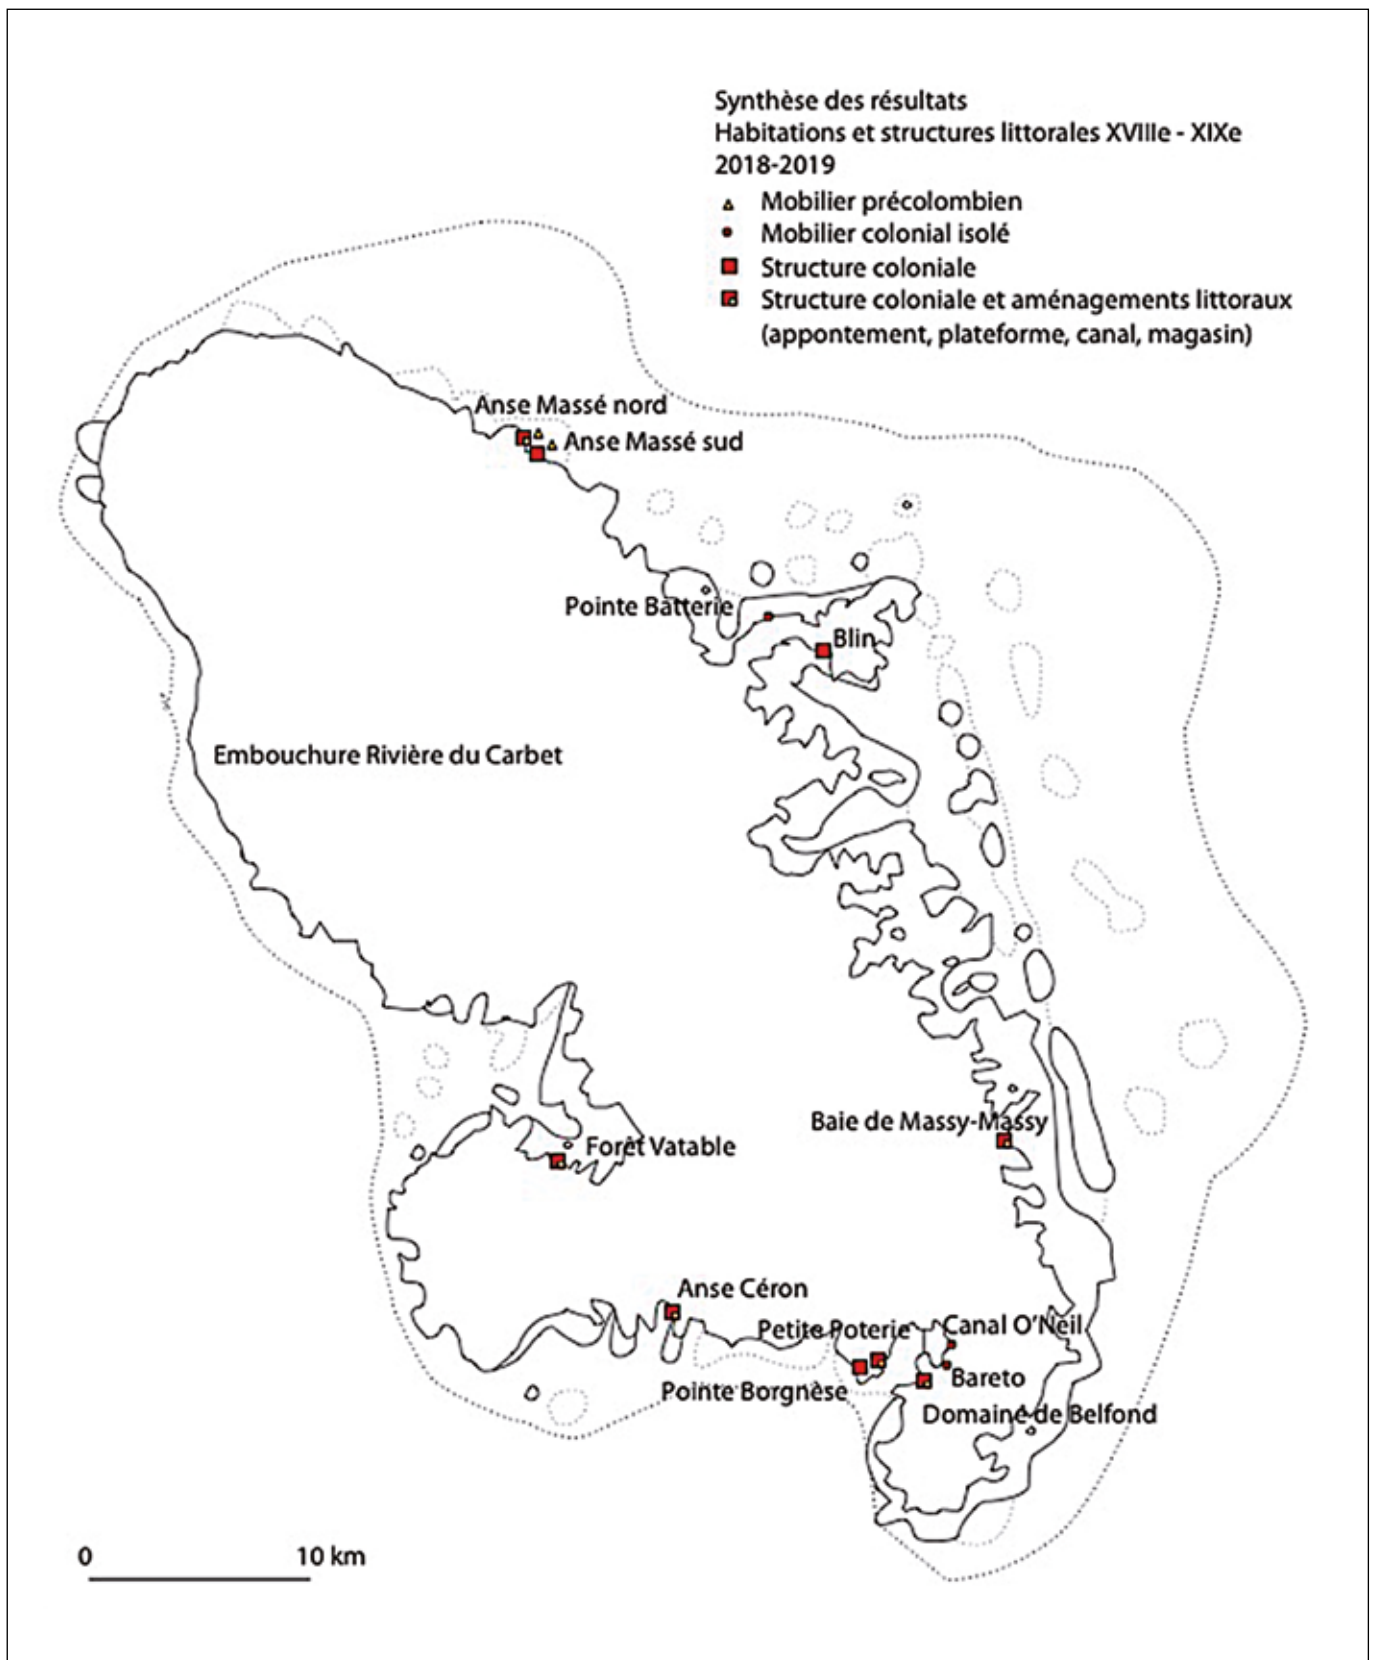 Synthèse des résultats
Habitations et structures littorales XVIIIe - XIXe
2018-2019
Mobilier précolombien
Mobilier colonial isolé
Structure coloniale
Structure coloniale et aménagements littoraux
(appontement, plateforme, canal, magasin)
Anse Massé nord
Anse Massé sud
Pointe Batterie
Blin
Embouchure Rivière du Carbet
Baie de Massy-Massy
Forêt Vatable
Anse Céron
Petite Poterie
Canal O'Neil
Bareto
Pointe Borgnèse
Domaine de Belfond
0
10 km